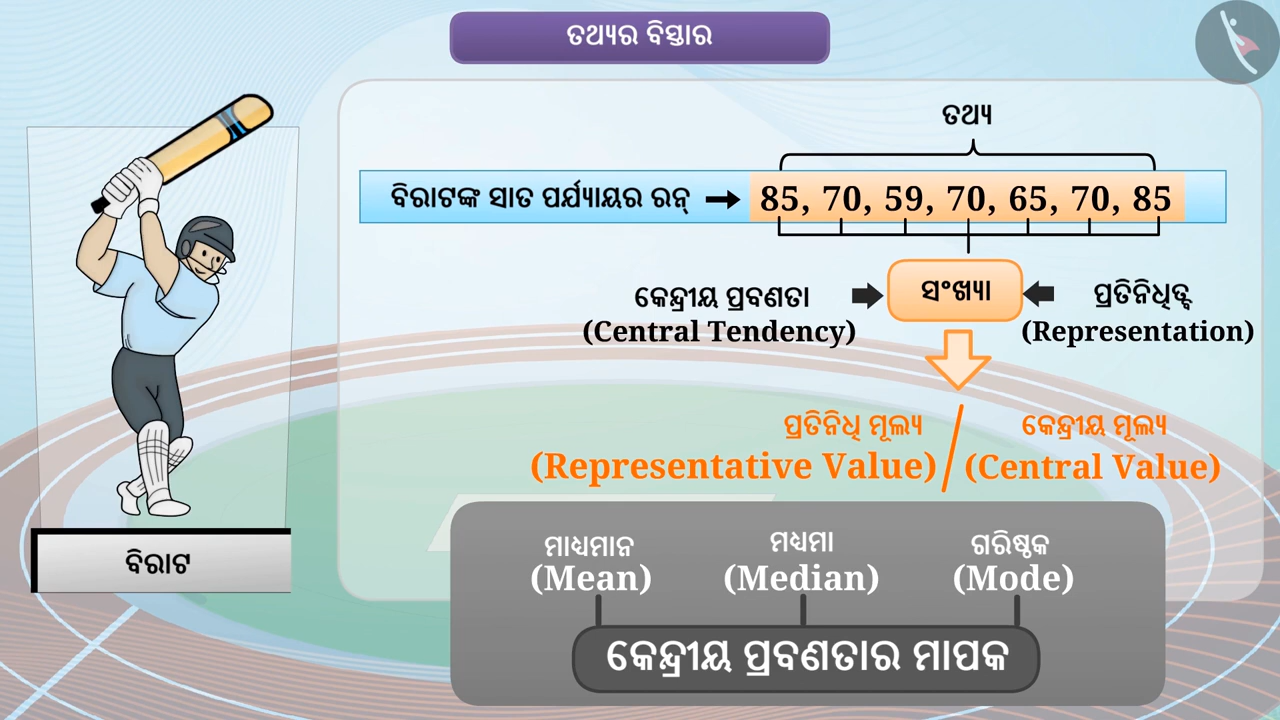 ତଥ୍ୟର ବିସ୍ତାର
ତଥ୍ୟ
ବିରାଟଙ୍କ ସାତ ପର୍ଯ୍ୟାୟର ରନ୍ → 85, 70, 59, 70, 65, 70, 85
କେନ୍ଦ୍ରୀୟ ପ୍ରବଣତା
(Central Tendency)
ସଂଖ୍ୟା
ପ୍ରତିନିଧିତ୍ବ
(Representation)
ପ୍ରତିନିଧି ମୂଲ୍ୟ / କେନ୍ଦ୍ରୀୟ ମୂଲ୍ୟ
(Representative Value) / (Central Value)
ମାଧ୍ୟମାନ ମଧ୍ୟମା ଗରିଷ୍ଠକ
(Mean) (Median) (Mode)
କେନ୍ଦ୍ରୀୟ ପ୍ରବଣତାର ମାପକ
ବିରାଟ